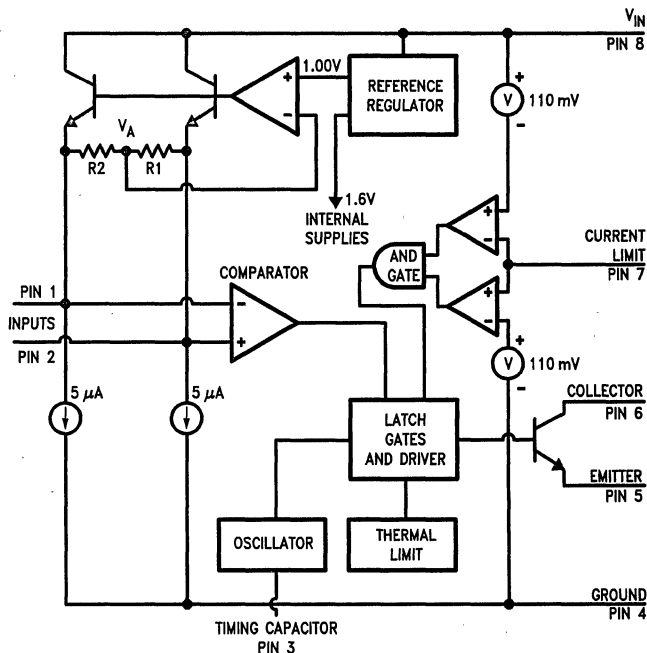 V_IN
PIN 8
1.00V
+
-
REFERENCE
REGULATOR
+
V
110 mV
-
V_A
R2
R1
1.6V
INTERNAL
SUPPLIES
+
-
AND
GATE
CURRENT
LIMIT
PIN 7
COMPARATOR
+
-
PIN 1
INPUTS
PIN 2
-
+
+
V
110 mV
-
5 μA
5 μA
COLLECTOR
PIN 6
LATCH
GATES
AND DRIVER
EMITTER
PIN 5
OSCILLATOR
THERMAL
LIMIT
GROUND
PIN 4
TIMING CAPACITOR
PIN 3